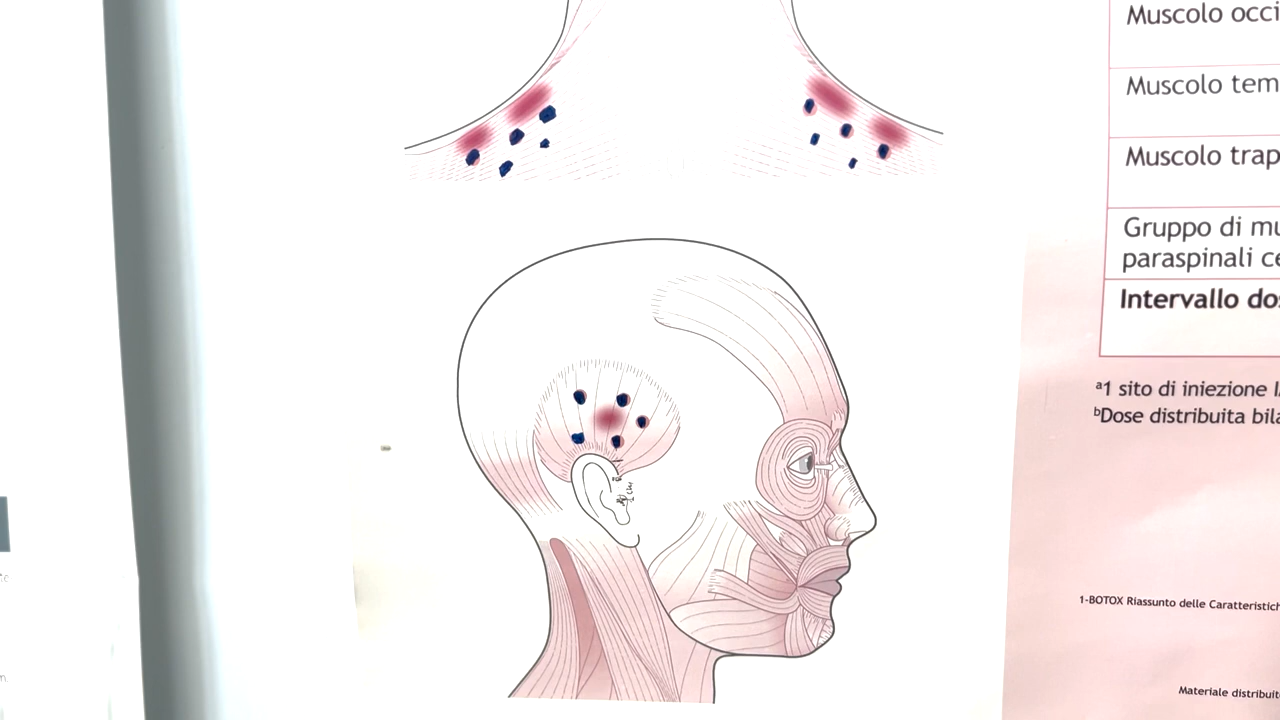 Muscolo occi
Muscolo tem
Muscolo trap
Gruppo di mu
paraspinali ce
Intervallo do
ᵃ1 sito di iniezione
ᵇDose distribuita bila
1-BOTOX Riassunto delle Caratteristich
Materiale distribuit